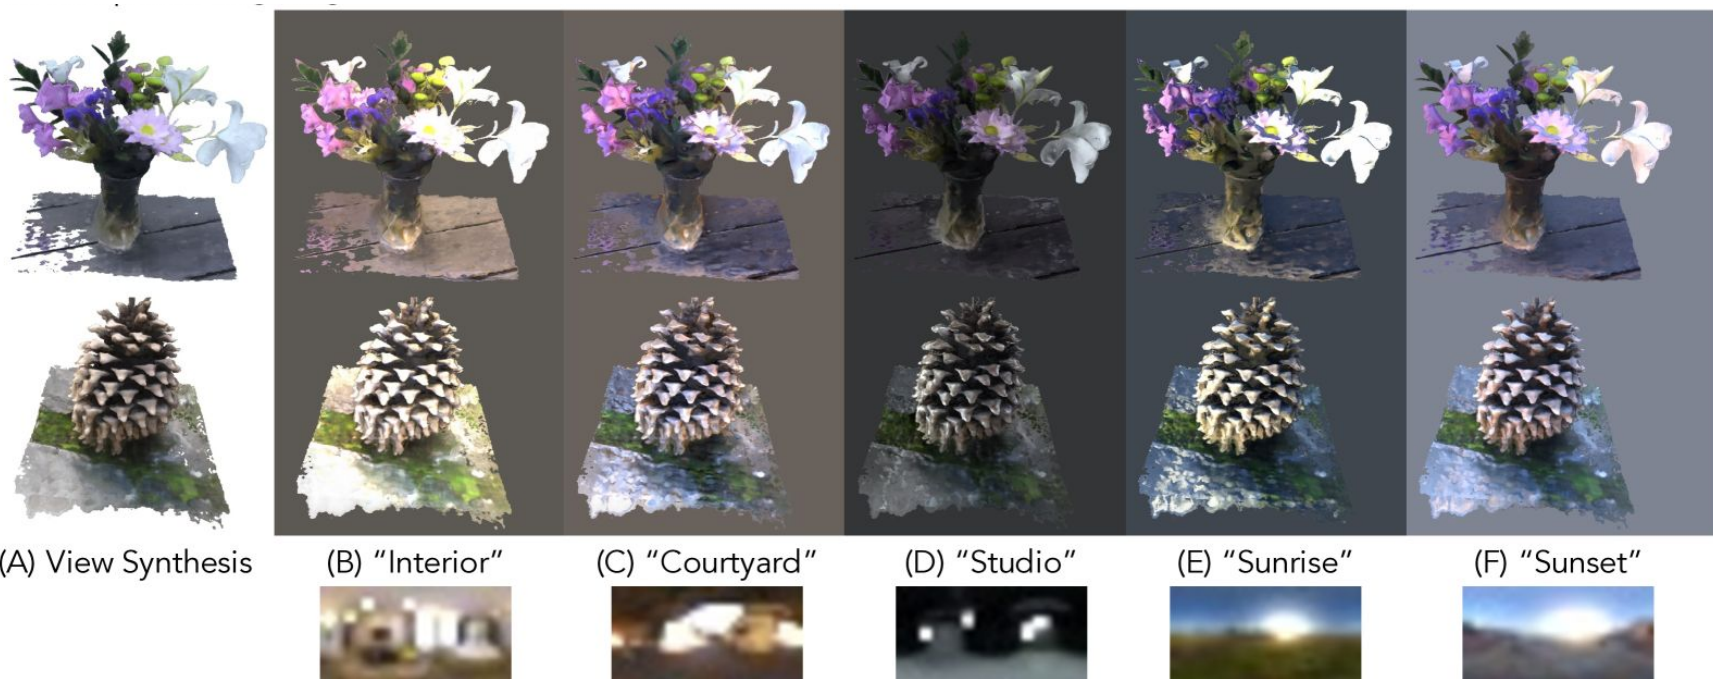 (A) View Synthesis
(B) “Interior”
(C) “Courtyard”
(D) “Studio”
(E) “Sunrise”
(F) “Sunset”